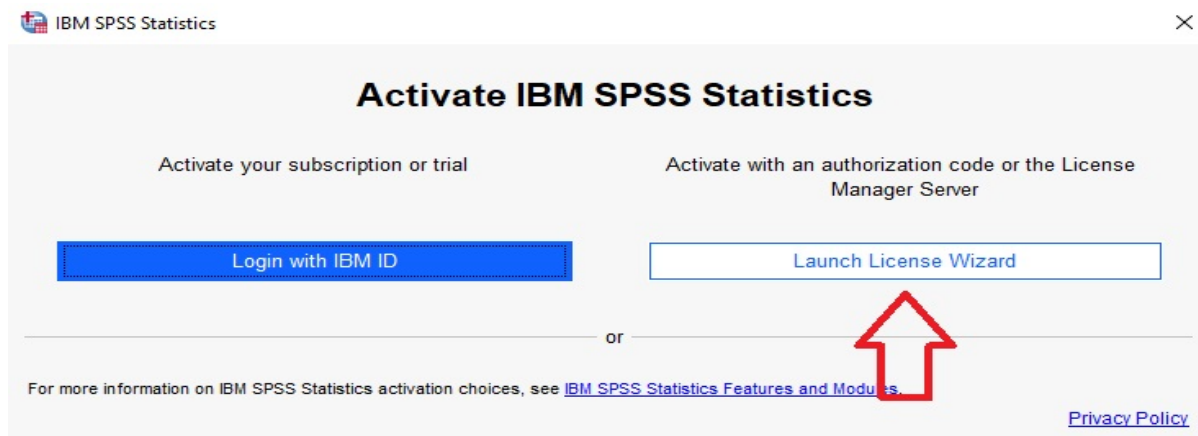 IBM SPSS Statistics
Activate IBM SPSS Statistics
Activate your subscription or trial
Login with IBM ID
Activate with an authorization code or the License
Manager Server
Launch License Wizard
or
For more information on IBM SPSS Statistics activation choices, see IBM SPSS Statistics Features and Modules.
Privacy Policy